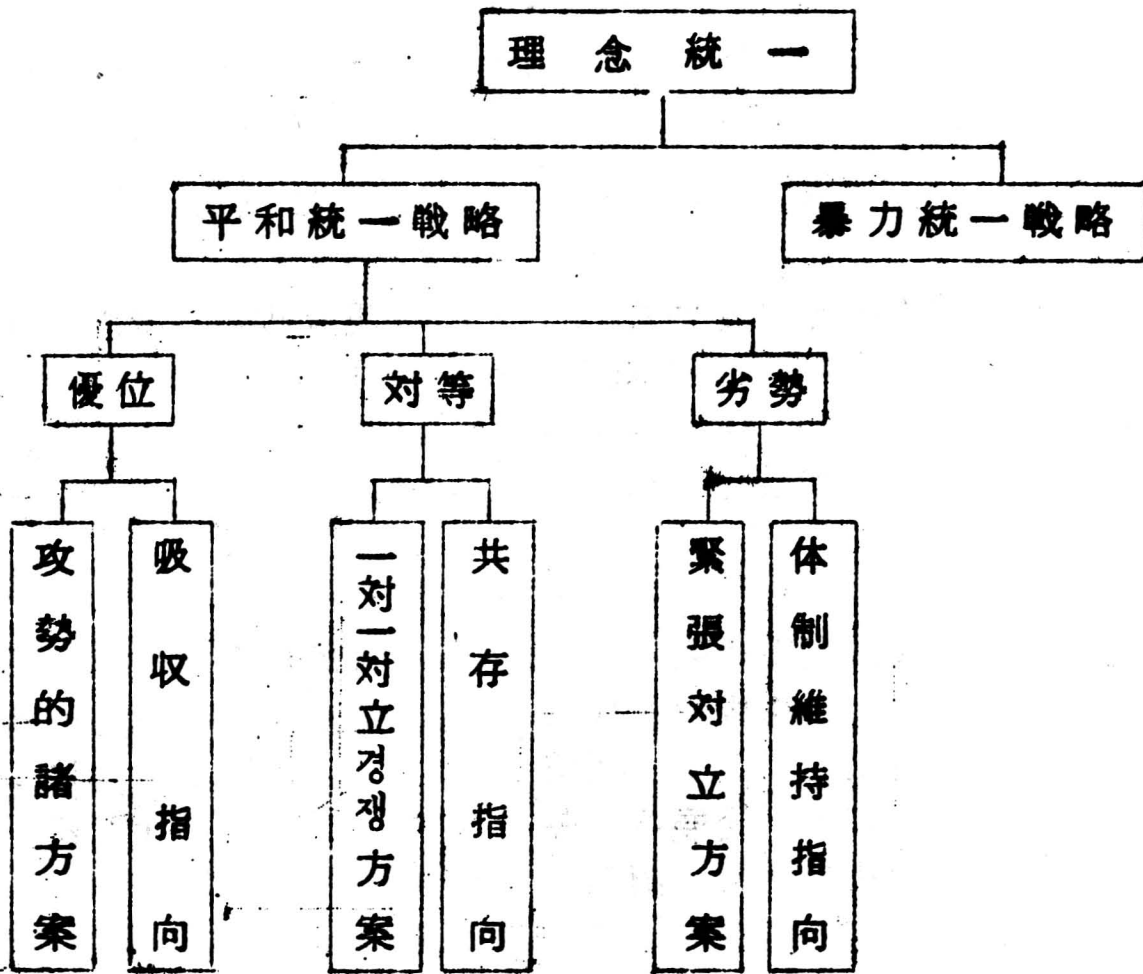 理念統一
平和統一戦略
暴力統一戦略
優位
対等
劣勢
攻勢的諸方案
吸収指向
一対一対立경쟁方案
共存指向
緊張対立方案
体制維持指向